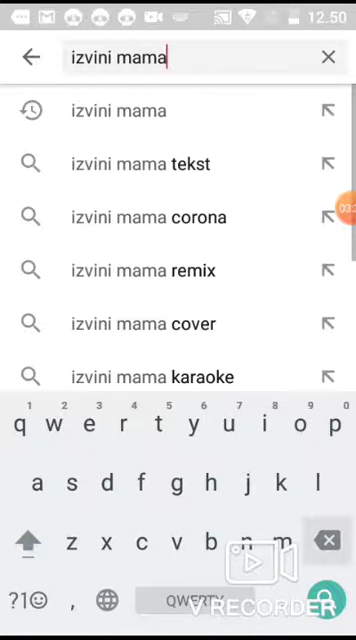 12.50
izvini mama
izvini mama
izvini mama tekst
izvini mama corona
izvini mama remix
izvini mama cover
izvini mama karaoke
1 2 3 4 5 6 7 8 9 0
q w e r t y u i o p
a s d f g h j k l
z x c v b n m
?1☺ , QWERTY
V RECORDER